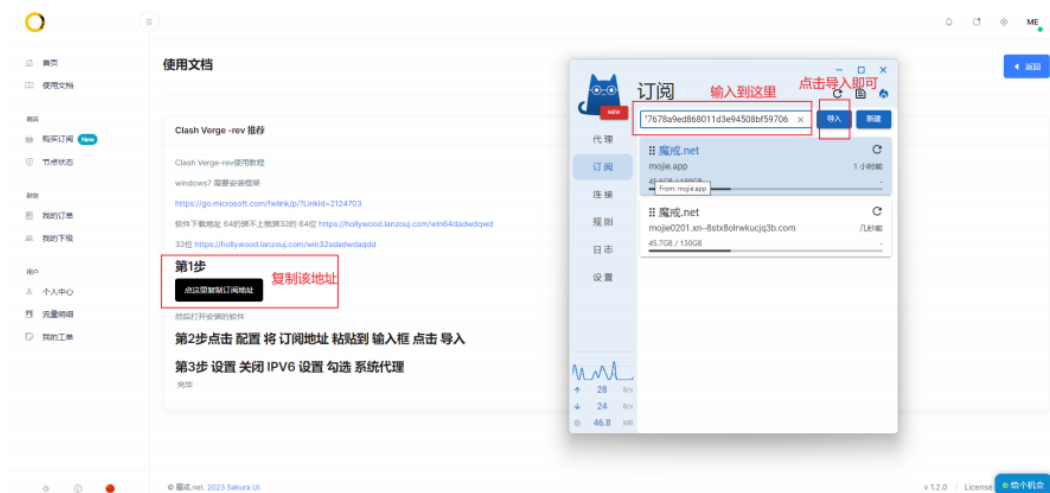 ME
首页
使用文档
商店
购买订阅 New
节点状态
财务
我的订单
我的下级
用户
个人中心
流量明细
我的工单
使用文档
返回
Clash Verge -rev 推荐
Clash Verge-rev使用教程
windows7 需要安装框架
https://go.microsoft.com/fwlink/p/?LinkId=2124703
软件下载地址 64的装不上就装32的 64位 https://hollywood.lanzouj.com/win64dadwdqwd
32位 https://hollywood.lanzouj.com/win32sdadwdaqdd
第1步
复制该地址
点这里复制订阅地址
然后打开安装的软件
第2步点击 配置 将 订阅地址 粘贴到 输入框 点击 导入
第3步 设置 关闭 IPV6 设置 勾选 系统代理
完毕
NEW
订阅
输入到这里
点击导入即可
7678a9ed868011d3e94508bf59706
导入
新建
代理
订阅
连接
规则
日志
设置
魔戒.net
mojie.app
1 小时前
45.6GB / 130GB
-
From: mojie.app
魔戒.net
mojie0201.xn--8stx8olrwkucjq3b.com
几秒前
45.7GB / 130GB
-
28 B/s
24 B/s
46.8 MB
© 魔戒.net. 2023 Sakura UI.
v 1.2.0 / License
给个机会